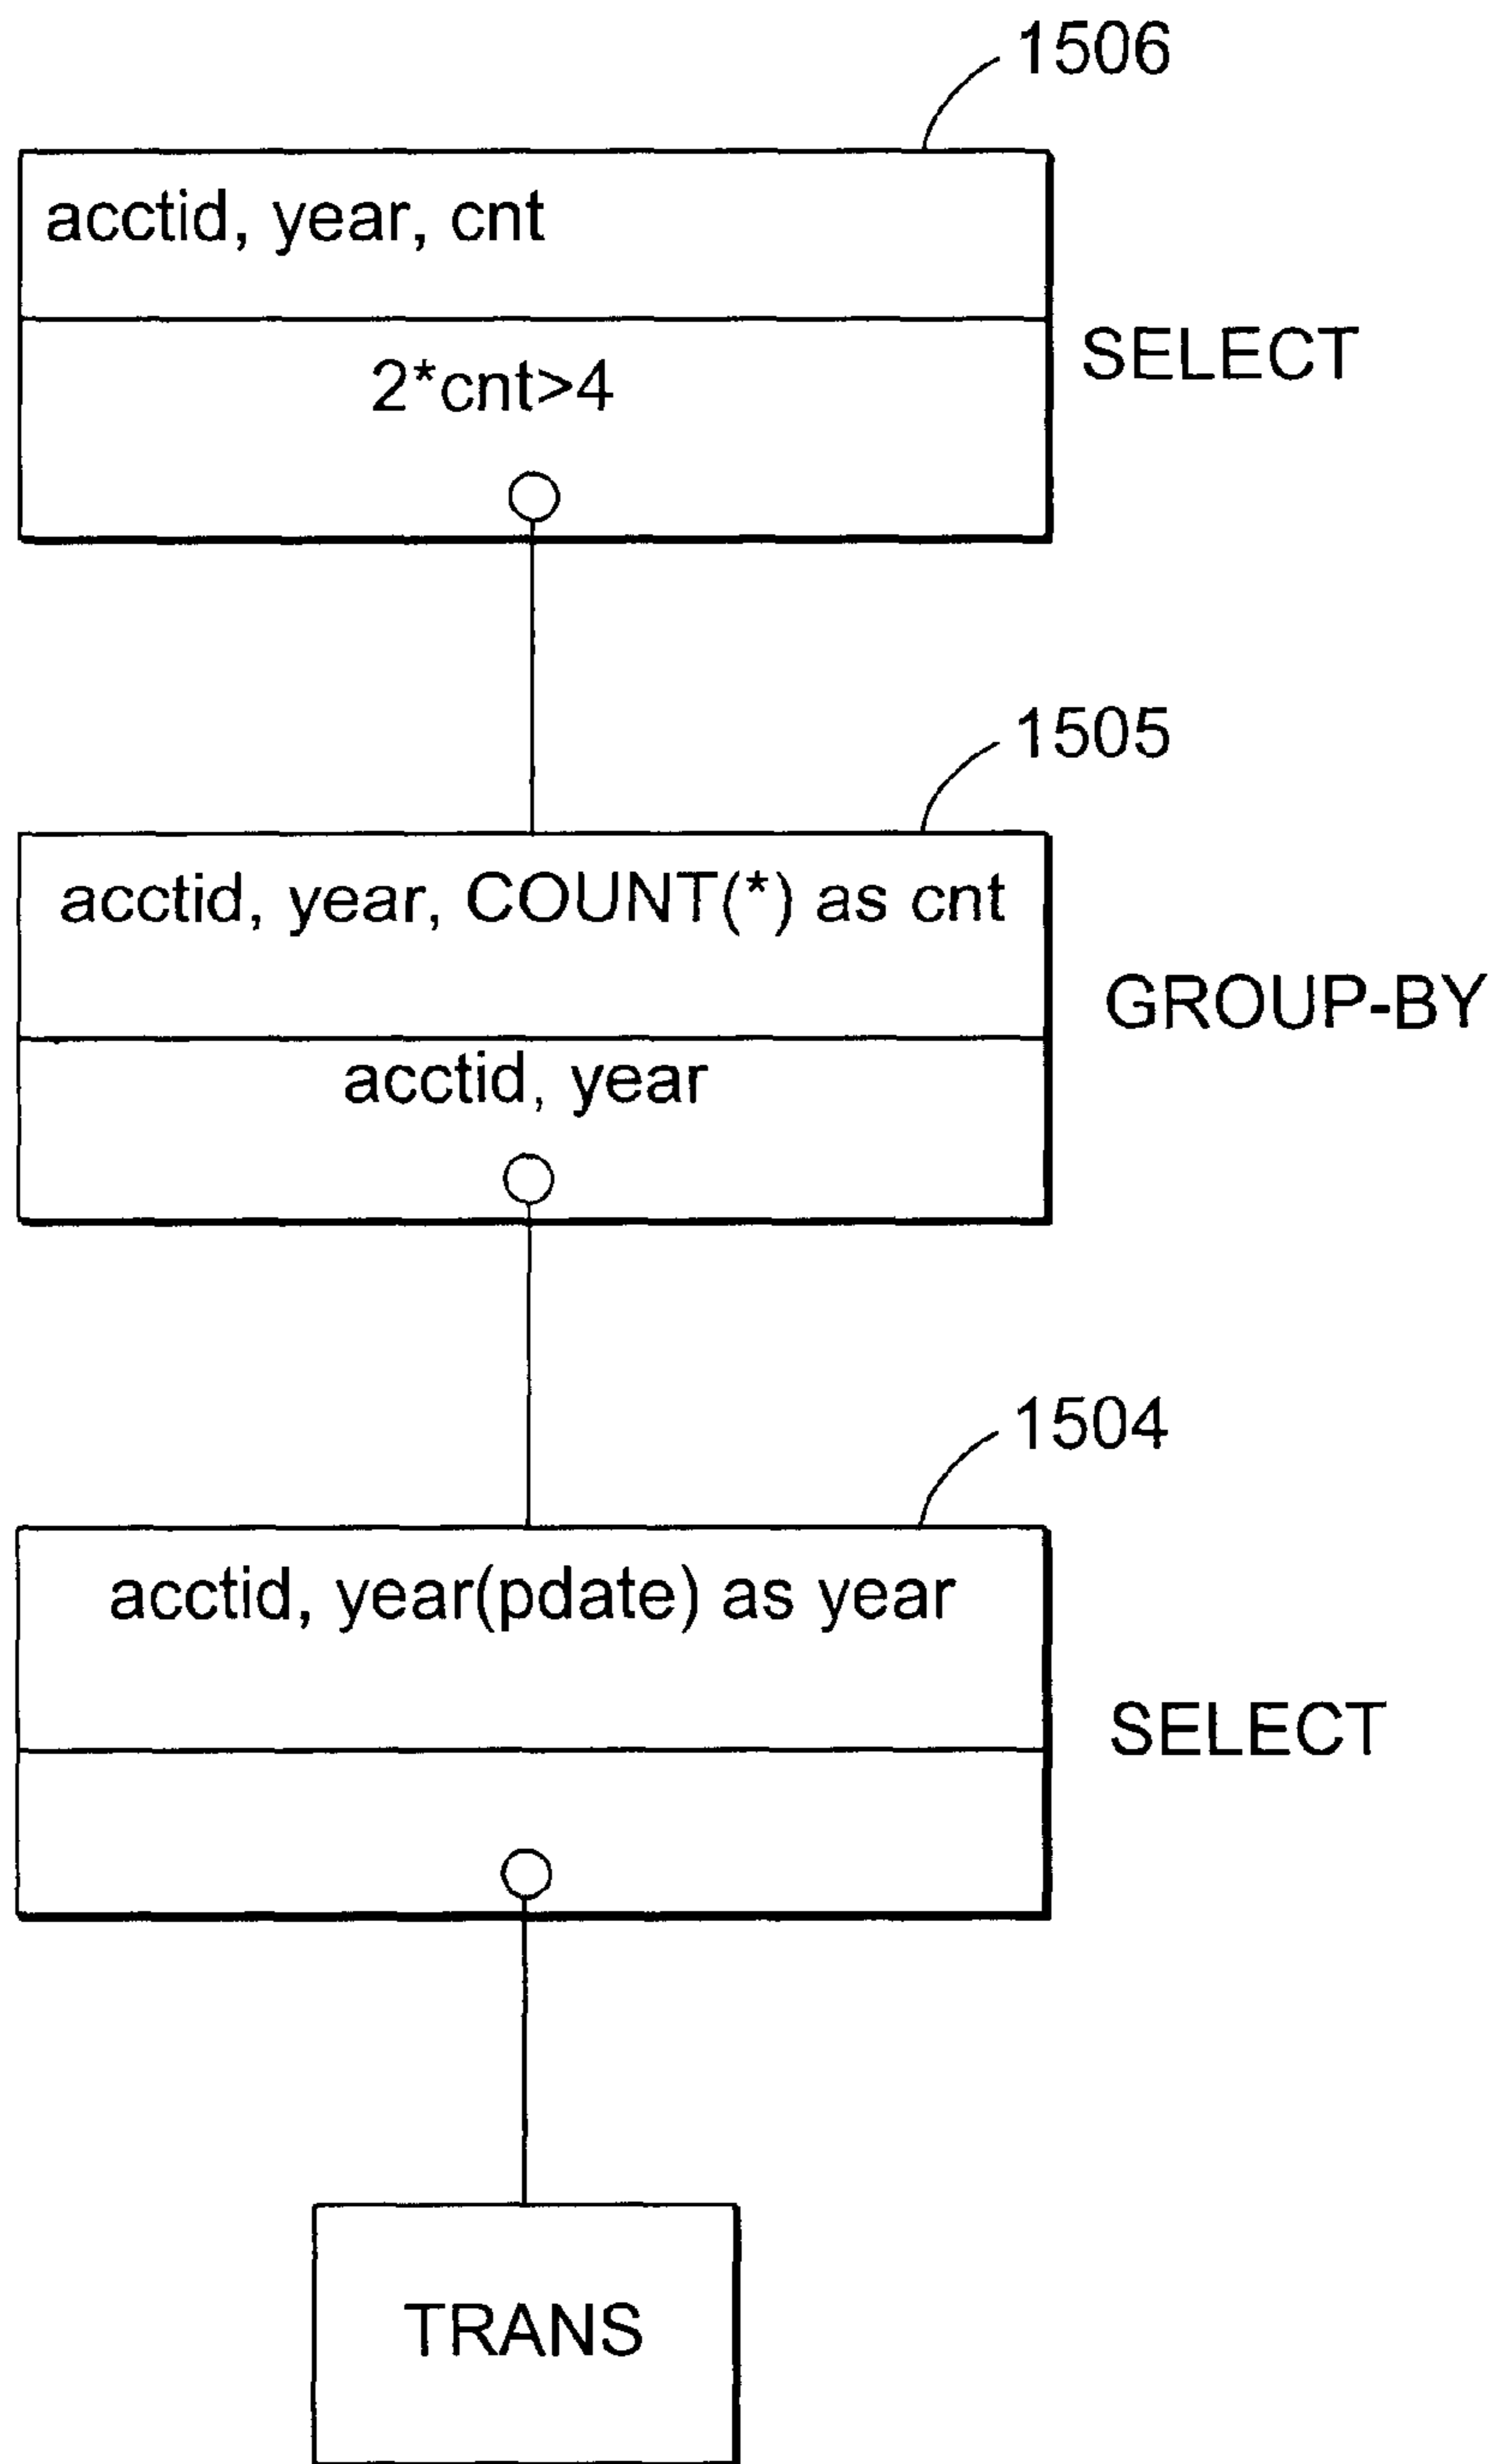 1506
acctid, year, cnt
SELECT
2*cnt>4
1505
acctid, year, COUNT(*) as cnt
GROUP-BY
acctid, year
1504
acctid, year(pdate) as year
SELECT
TRANS